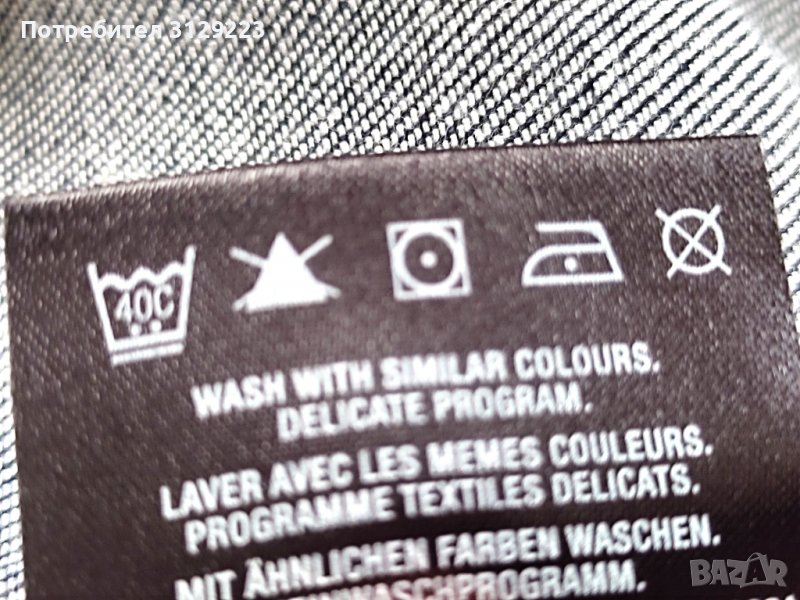 Потребител 3129223
40C
WASH WITH SIMILAR COLOURS.
DELICATE PROGRAM.
LAVER AVEC LES MEMES COULEURS.
PROGRAMME TEXTILES DELICATS.
MIT ÄHNLICHEN FARBEN WASCHEN.
BAZAR